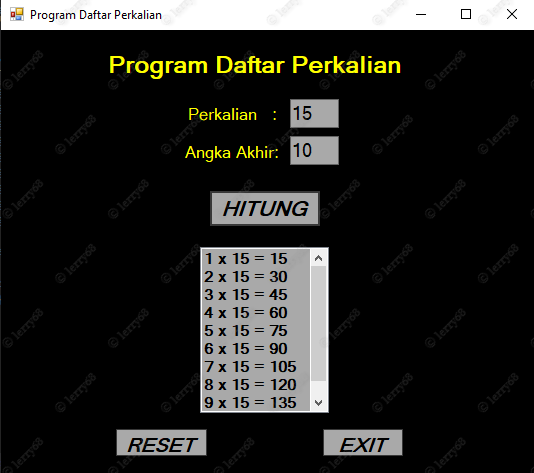 Program Daftar Perkalian
Program Daftar Perkalian
Perkalian : 15
Angka Akhir: 10
HITUNG
1 x 15 = 15
2 x 15 = 30
3 x 15 = 45
4 x 15 = 60
5 x 15 = 75
6 x 15 = 90
7 x 15 = 105
8 x 15 = 120
9 x 15 = 135
RESET EXIT
© lerry68